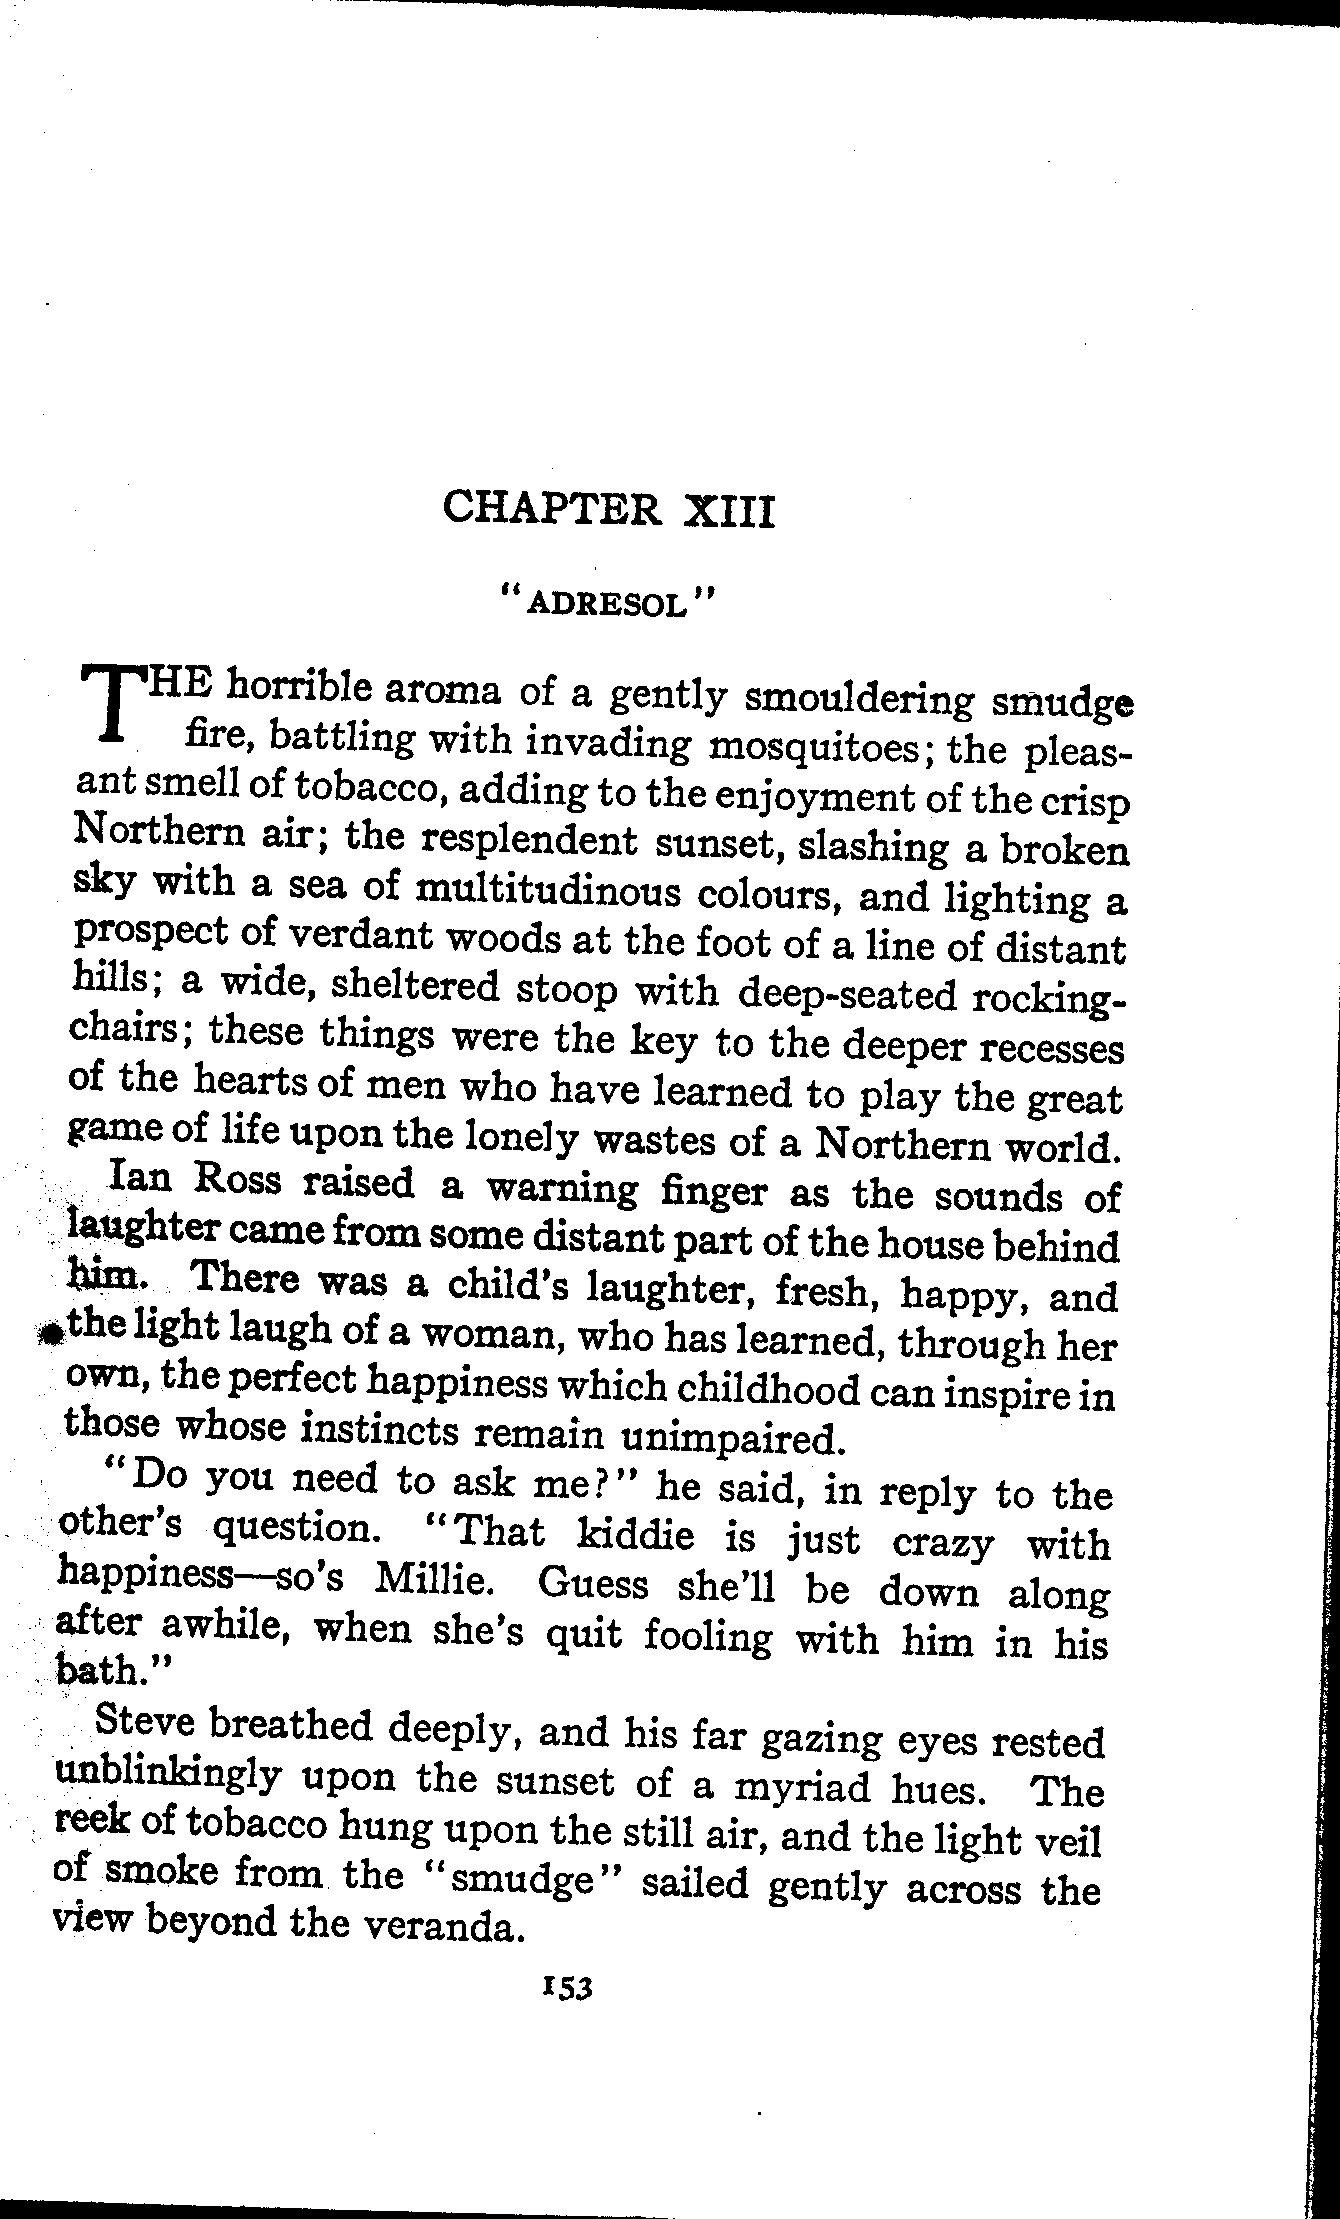 CHAPTER XIII
"ADRESOL"
THE horrible aroma of a gently smouldering smudge
fire, battling with invading mosquitoes; the pleas-
ant smell of tobacco, adding to the enjoyment of the crisp
Northern air; the resplendent sunset, slashing a broken
sky with a sea of multitudinous colours, and lighting a
prospect of verdant woods at the foot of a line of distant
hills; a wide, sheltered stoop with deep-seated rocking-
chairs; these things were the key to the deeper recesses
of the hearts of men who have learned to play the great
game of life upon the lonely wastes of a Northern world.
Ian Ross raised a warning finger as the sounds of
laughter came from some distant part of the house behind
him. There was a child's laughter, fresh, happy, and
the light laugh of a woman, who has learned, through her
own, the perfect happiness which childhood can inspire in
those whose instincts remain unimpaired.
"Do you need to ask me?" he said, in reply to the
other's question. "That kiddie is just crazy with
happiness—so's Millie. Guess she'll be down along
after awhile, when she's quit fooling with him in his
bath."
Steve breathed deeply, and his far gazing eyes rested
unblinkingly upon the sunset of a myriad hues. The
reek of tobacco hung upon the still air, and the light veil
of smoke from the "smudge" sailed gently across the
view beyond the veranda.
153